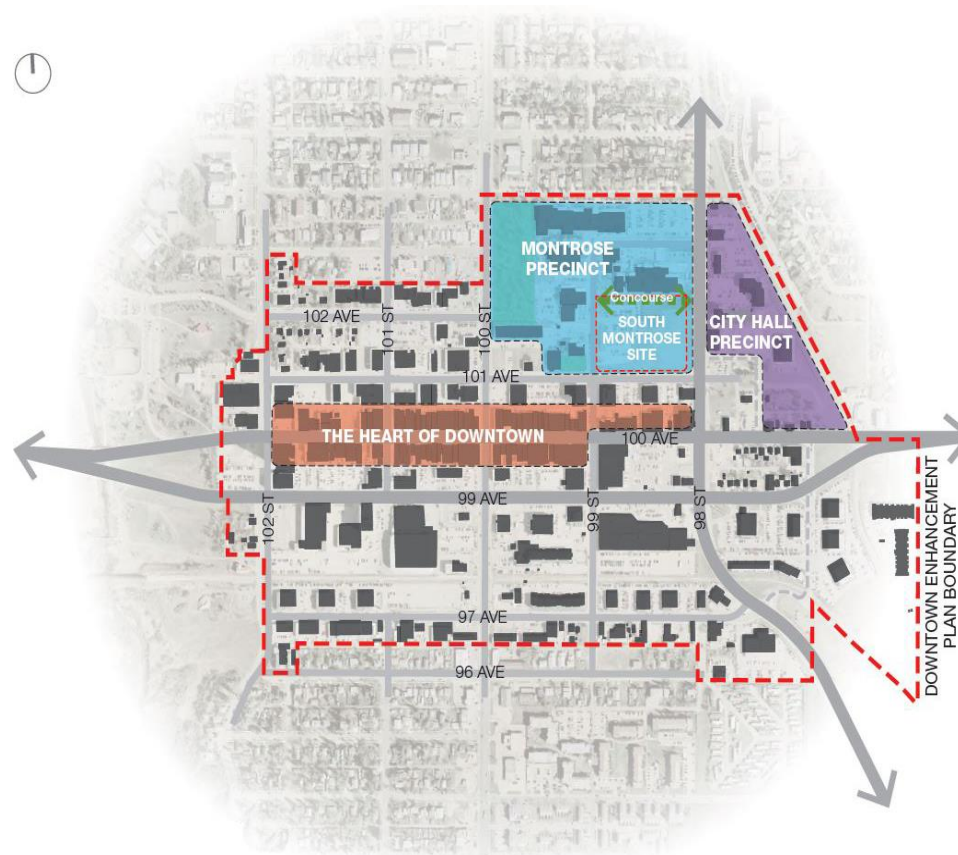 MONTROSE
PRECINCT
Concourse
SOUTH
MONTROSE
SITE
CITY HALL
PRECINCT
102 AVE
101 ST
100 ST
101 AVE
THE HEART OF DOWNTOWN
100 AVE
99 AVE
102 ST
99 ST
98 ST
97 AVE
96 AVE
DOWNTOWN ENHANCEMENT
PLAN BOUNDARY